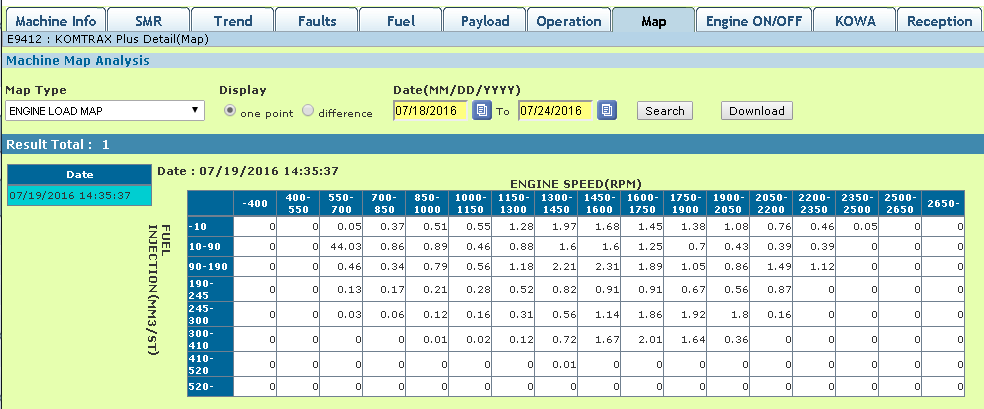 Machine Info SMR Trend Faults Fuel Payload Operation Map Engine ON/OFF KOWA Reception
E9412 : KOMTRAX Plus Detail(Map)
Machine Map Analysis
Map Type Display Date(MM/DD/YYYY)
ENGINE LOAD MAP one point difference 07/18/2016 To 07/24/2016 Search Download
Result Total : 1
Date
07/19/2016 14:35:37
Date : 07/19/2016 14:35:37
ENGINE SPEED(RPM)
FUEL INJECTION(MM3/ST)
-400 400-550 550-700 700-850 850-1000 1000-1150 1150-1300 1300-1450 1450-1600 1600-1750 1750-1900 1900-2050 2050-2200 2200-2350 2350-2500 2500-2650 2650-
-10 0 0 0.05 0.37 0.51 0.55 1.28 1.97 1.68 1.45 1.38 1.08 0.76 0.46 0.05 0 0
10-90 0 0 44.03 0.86 0.89 0.46 0.88 1.6 1.6 1.25 0.7 0.43 0.39 0.39 0 0 0
90-190 0 0 0.46 0.34 0.79 0.56 1.18 2.21 2.31 1.89 1.05 0.86 1.49 1.12 0 0 0
190-245 0 0 0.13 0.17 0.21 0.28 0.52 0.82 0.91 0.91 0.67 0.56 0.87 0 0 0 0
245-300 0 0 0.03 0.06 0.12 0.16 0.31 0.56 1.14 1.86 1.92 1.8 0.16 0 0 0 0
300-410 0 0 0 0 0.01 0.02 0.12 0.72 1.67 2.01 1.64 0.36 0 0 0 0 0
410-520 0 0 0 0 0 0 0 0.01 0 0 0 0 0 0 0 0 0
520- 0 0 0 0 0 0 0 0 0 0 0 0 0 0 0 0 0